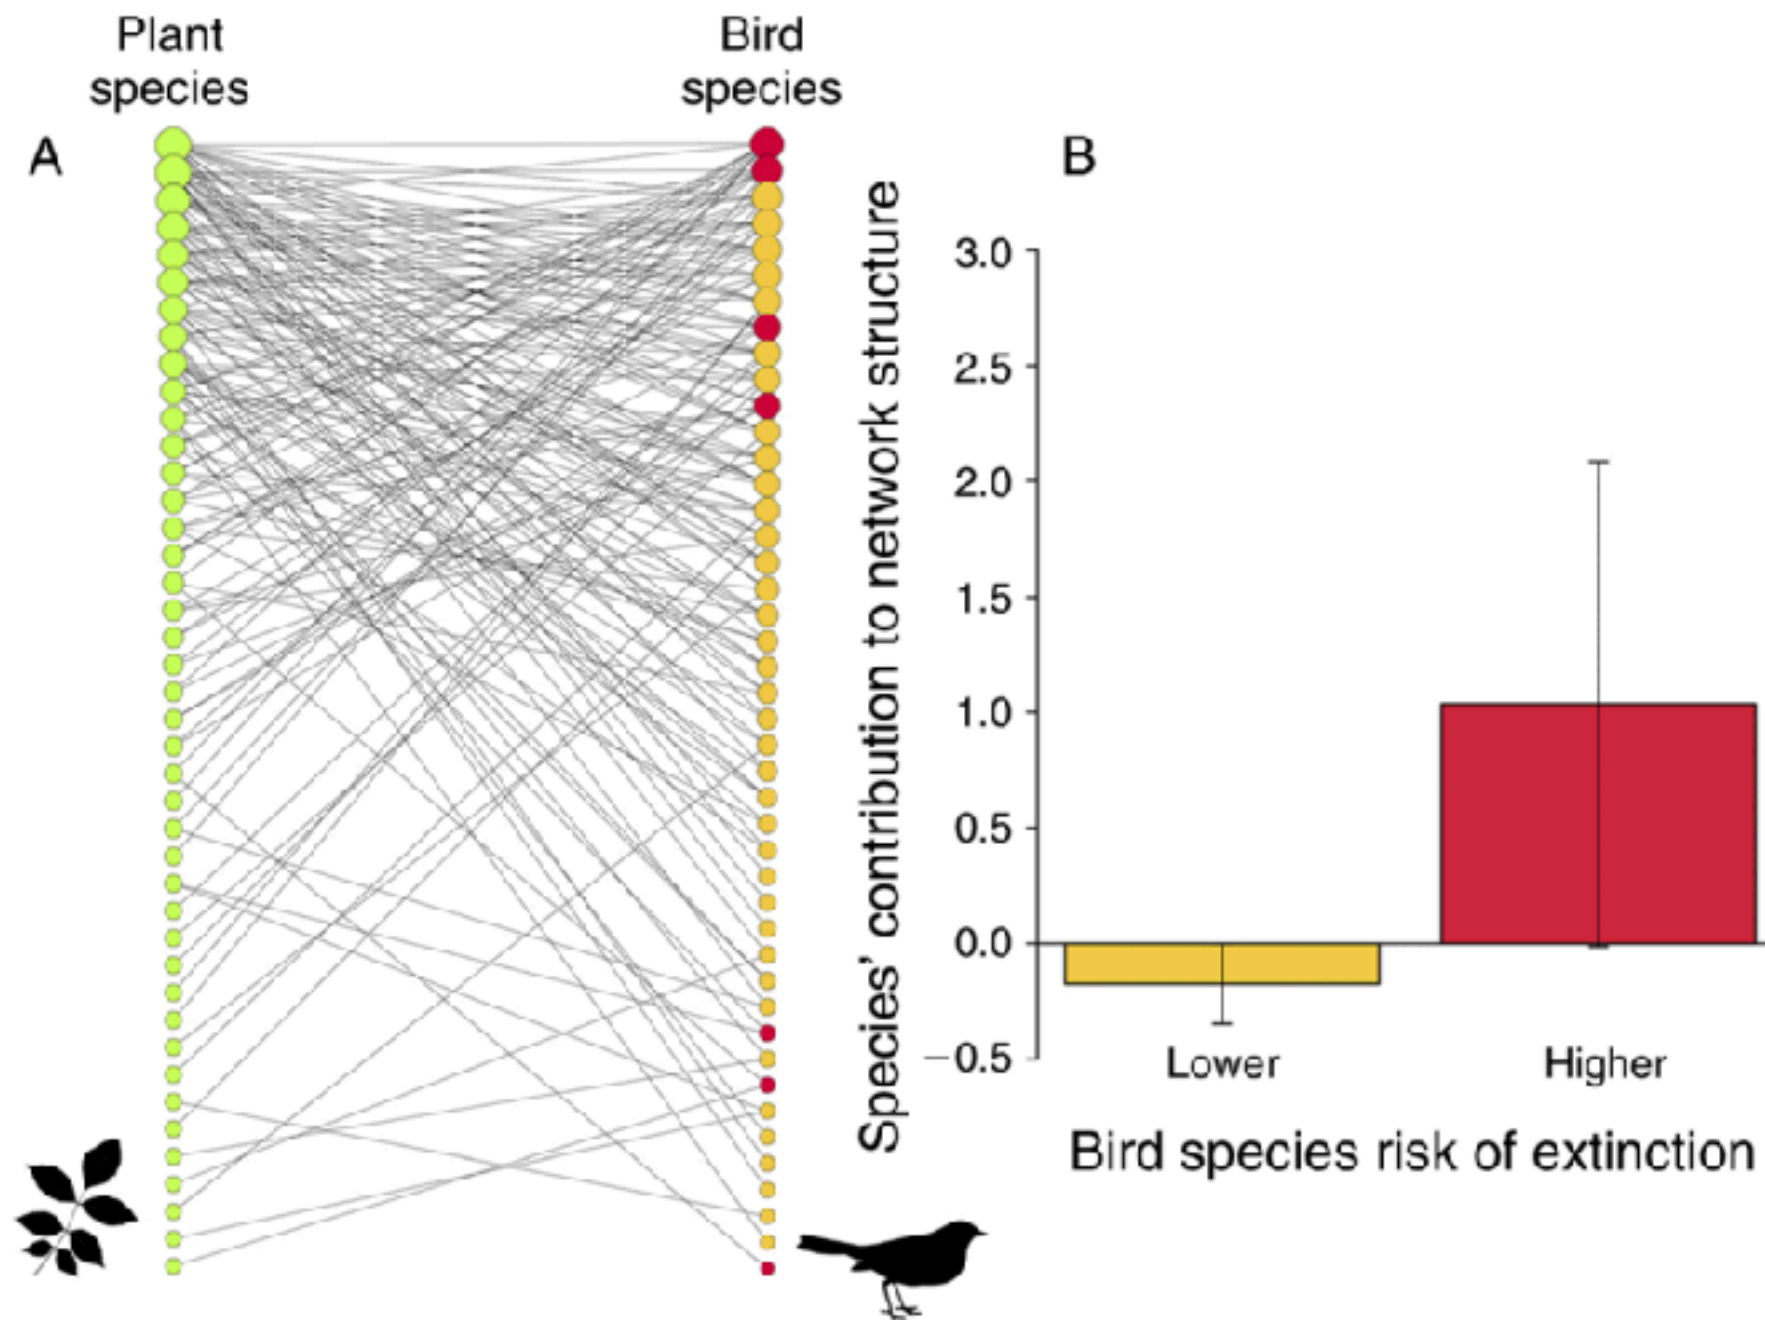 Plant
species
Bird
species
A
B
Species’ contribution to network structure
3.0
2.5
2.0
1.5
1.0
0.5
0.0
−0.5
Lower
Higher
Bird species risk of extinction